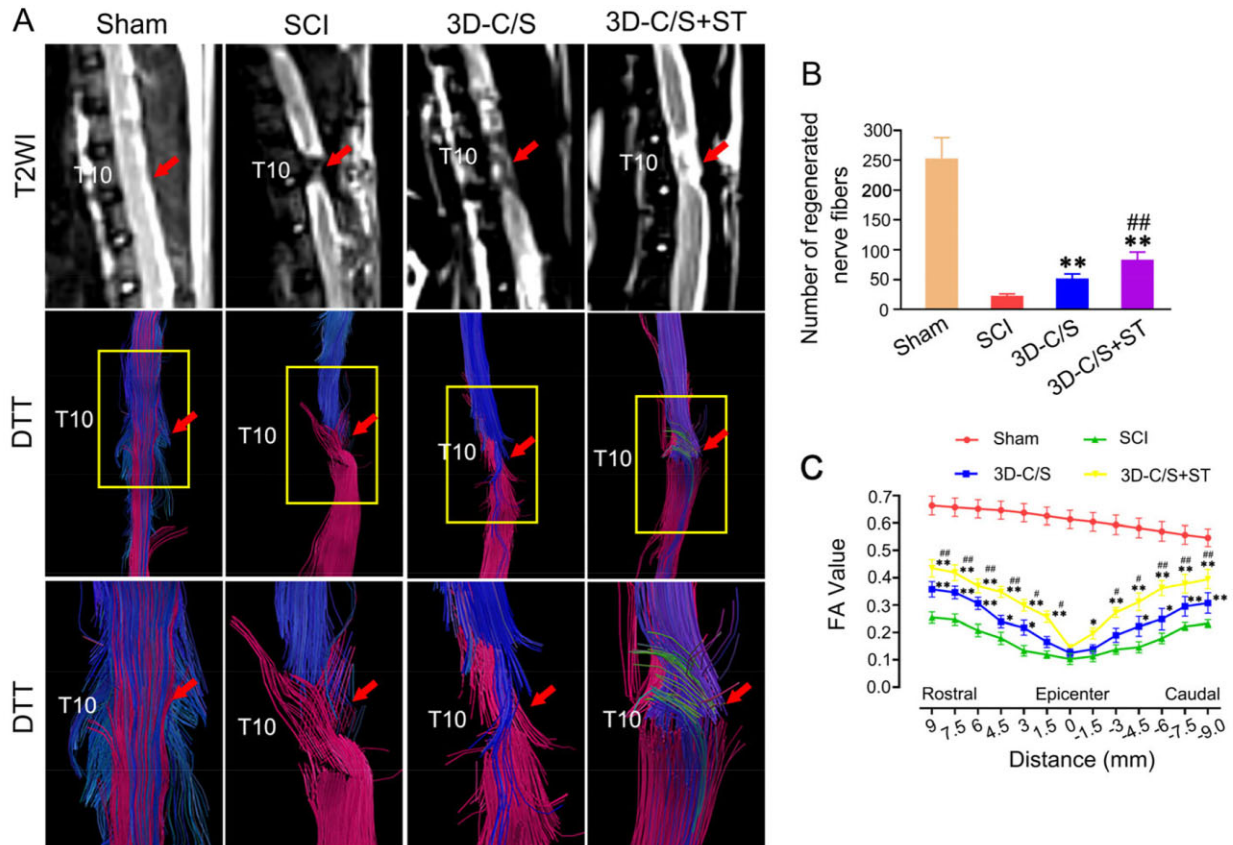 A
Sham
SCI
3D-C/S
3D-C/S+ST
T2WI
T10
T10
T10
T10
DTT
T10
T10
T10
T10
DTT
T10
T10
T10
T10
B
Number of regenerated
nerve fibers
300
250
200
150
100
50
0
**
##
**
Sham
SCI
3D-C/S
3D-C/S+ST
C
Sham
SCI
3D-C/S
3D-C/S+ST
FA Value
0.7
0.6
0.5
0.4
0.3
0.2
0.1
0.0
## ## ## ## # # # # ## ## ##
** ** ** ** ** ** * ** ** ** ** **
** ** ** * * * * ** **
Rostral Epicenter Caudal
9 7.5 6 4.5 3 1.5 0 -1.5 -3 -4.5 -6 -7.5 -9.0
Distance (mm)